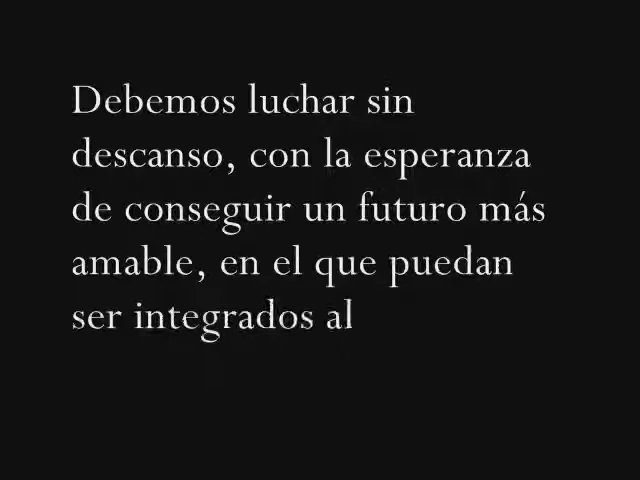 Debemos luchar sin
descanso, con la esperanza
de conseguir un futuro más
amable, en el que puedan
ser integrados al